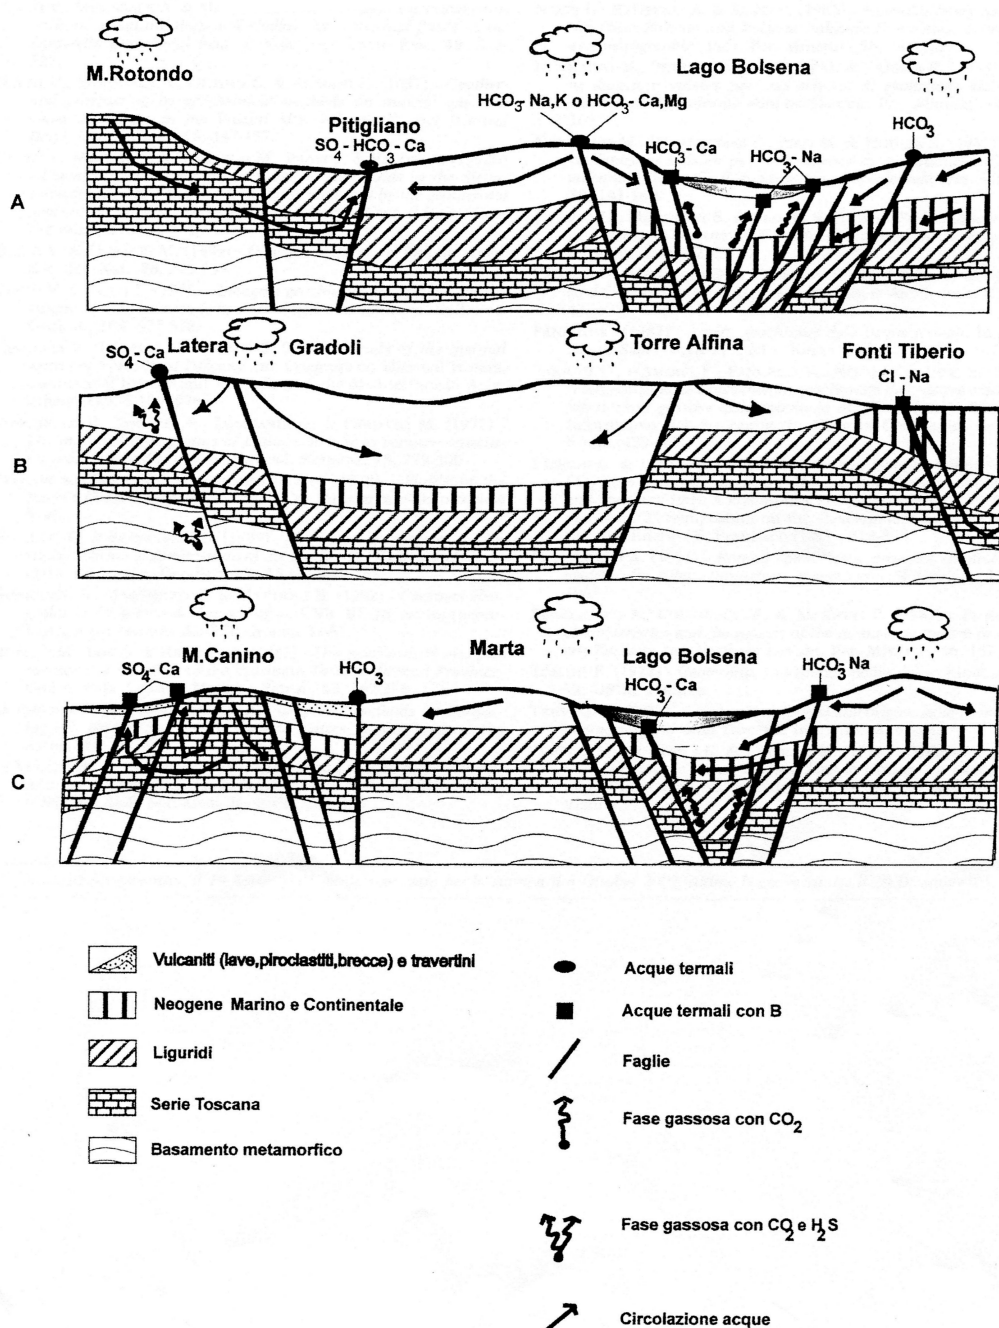 M.Rotondo
Lago Bolsena
HCO3-Na,K o HCO3-Ca,Mg
Pitigliano
SO4-HCO3-Ca
HCO3-Ca
HCO3-Na
HCO3
A
Latera
Gradoli
Torre Alfina
Fonti Tiberio
SO4-Ca
Cl-Na
B
M.Canino
Marta
Lago Bolsena
SO4-Ca
HCO3
HCO3-Ca
HCO3 Na
C
Vulcaniti (lave,piroclastiti,brecce) e travertini
Neogene Marino e Continentale
Liguridi
Serie Toscana
Basamento metamorfico
Acque termali
Acque termali con B
Faglie
Fase gassosa con CO2
Fase gassosa con CO2 e H2S
Circolazione acque